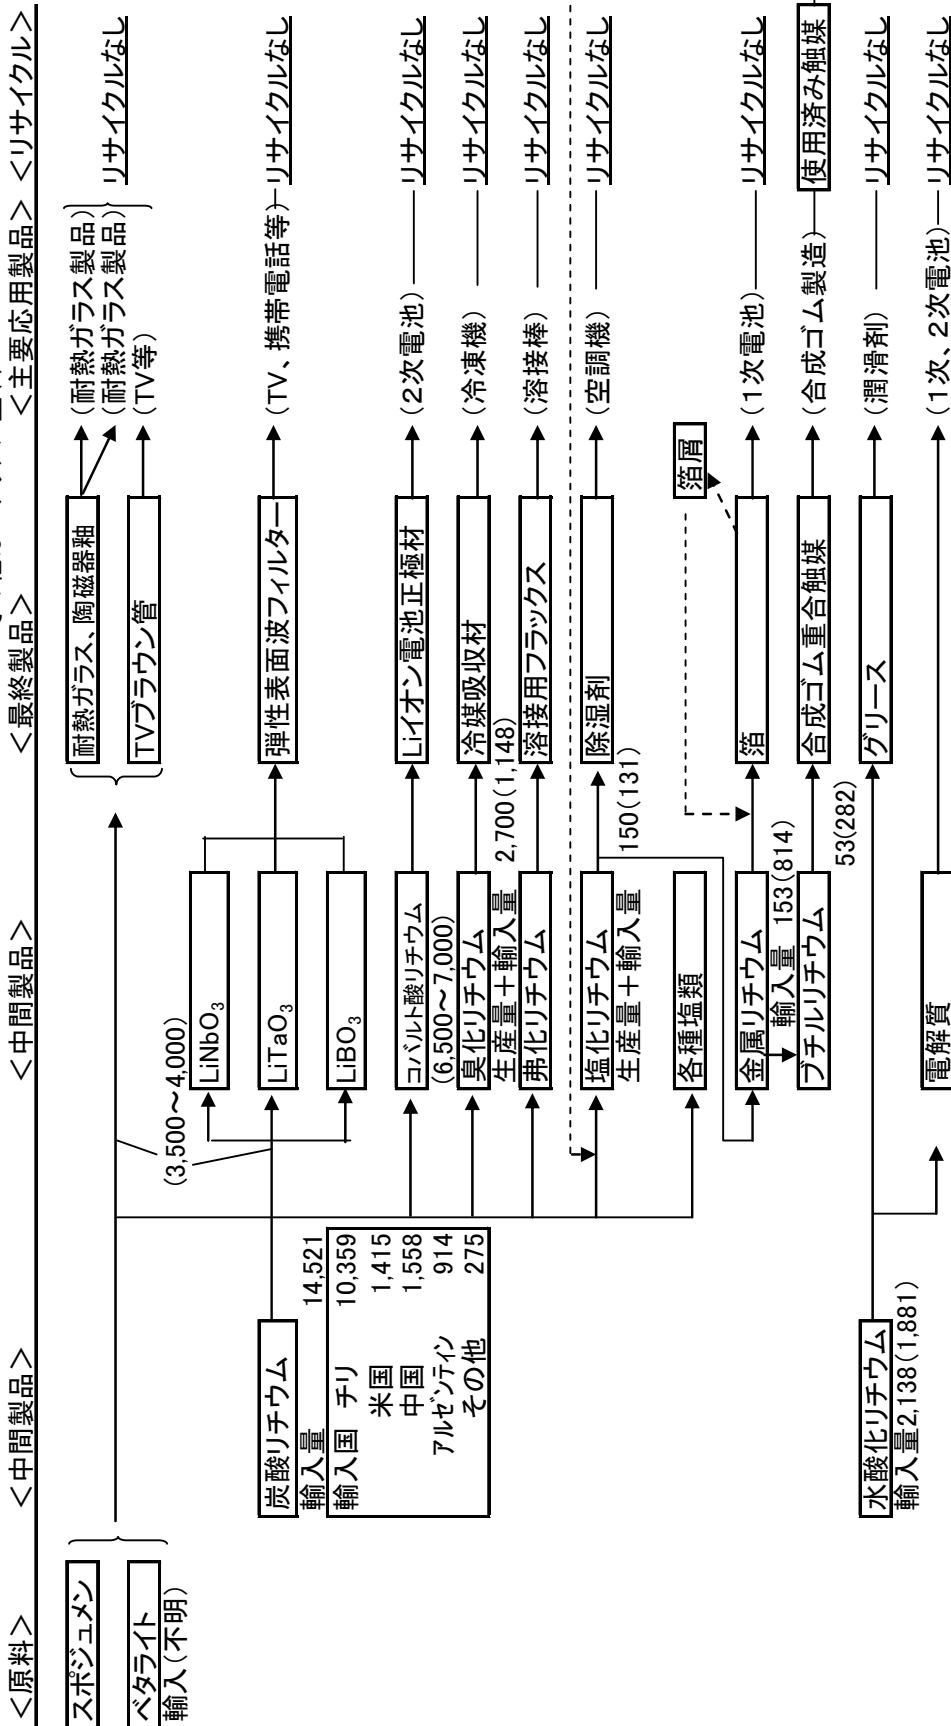 ＜原料＞ ＜中間製品＞ ＜中間製品＞ ＜最終製品＞ ＜主要応用製品＞ ＜リサイクル＞
スポジュメン
ベタライト
輸入(不明)
耐熱ガラス、陶磁器釉
TVブラウン管
(耐熱ガラス製品)
(耐熱ガラス製品)
(TV等)
リサイクルなし
(3,500～4,000)
炭酸リチウム
輸入量 14,521
輸入国 チリ 10,359
米国 1,415
中国 1,558
アルゼンティン 914
その他 275
LiNbO₃
LiTaO₃
LiBO₃
弾性表面波フィルター
(TV、携帯電話等)
リサイクルなし
コバルト酸リチウム
(6,500～7,000)
Liイオン電池正極材
(2次電池)
リサイクルなし
臭化リチウム
生産量＋輸入量 2,700(1,148)
冷媒吸収材
(冷凍機)
リサイクルなし
弗化リチウム
溶接用フラックス
(溶接棒)
リサイクルなし
塩化リチウム
生産量＋輸入量 150(131)
除湿剤
(空調機)
リサイクルなし
各種塩類
箔屑
金属リチウム
輸入量 153(814)
箔
(1次電池)
リサイクルなし
ブチルリチウム
53(282)
合成ゴム重合触媒
(合成ゴム製造)
使用済み触媒
水酸化リチウム
輸入量2,138(1,881)
グリース
(潤滑剤)
リサイクルなし
電解質
(1次、2次電池)
リサイクルなし